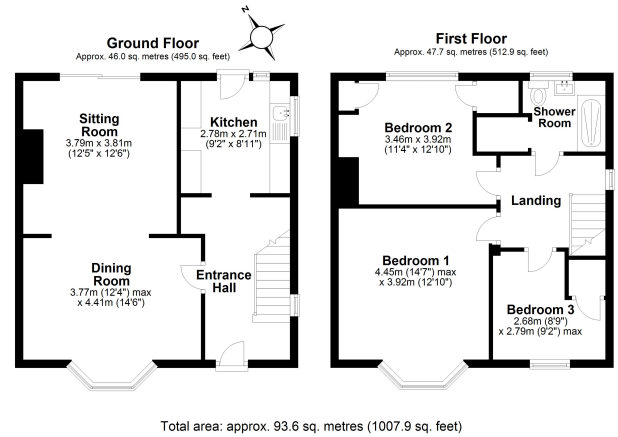 N
Ground Floor
Approx. 46.0 sq. metres (495.0 sq. feet)
Sitting
Room
3.79m x 3.81m
(12'5" x 12'6")
Kitchen
2.78m x 2.71m
(9'2" x 8'11")
Dining
Room
3.77m (12'4") max
x 4.41m (14'6")
Entrance
Hall
First Floor
Approx. 47.7 sq. metres (512.9 sq. feet)
Bedroom 2
3.46m x 3.92m
(11'4" x 12'10")
Shower
Room
Landing
Bedroom 1
4.45m (14'7") max
x 3.92m (12'10")
Bedroom 3
2.68m (8'9")
x 2.79m (9'2") max
Total area: approx. 93.6 sq. metres (1007.9 sq. feet)